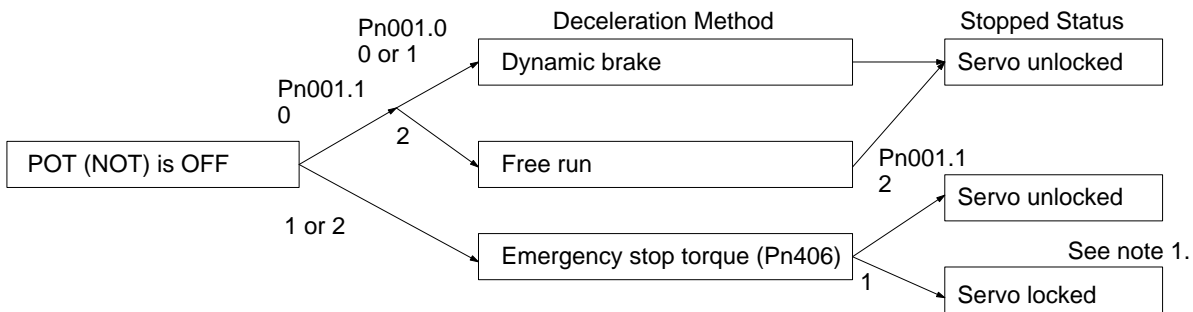 Deceleration Method
Stopped Status
Pn001.0
0 or 1
Dynamic brake
Servo unlocked
Pn001.1
0
2
POT (NOT) is OFF
Free run
Pn001.1
2
Servo unlocked
1 or 2
Emergency stop torque (Pn406)
See note 1.
1
Servo locked